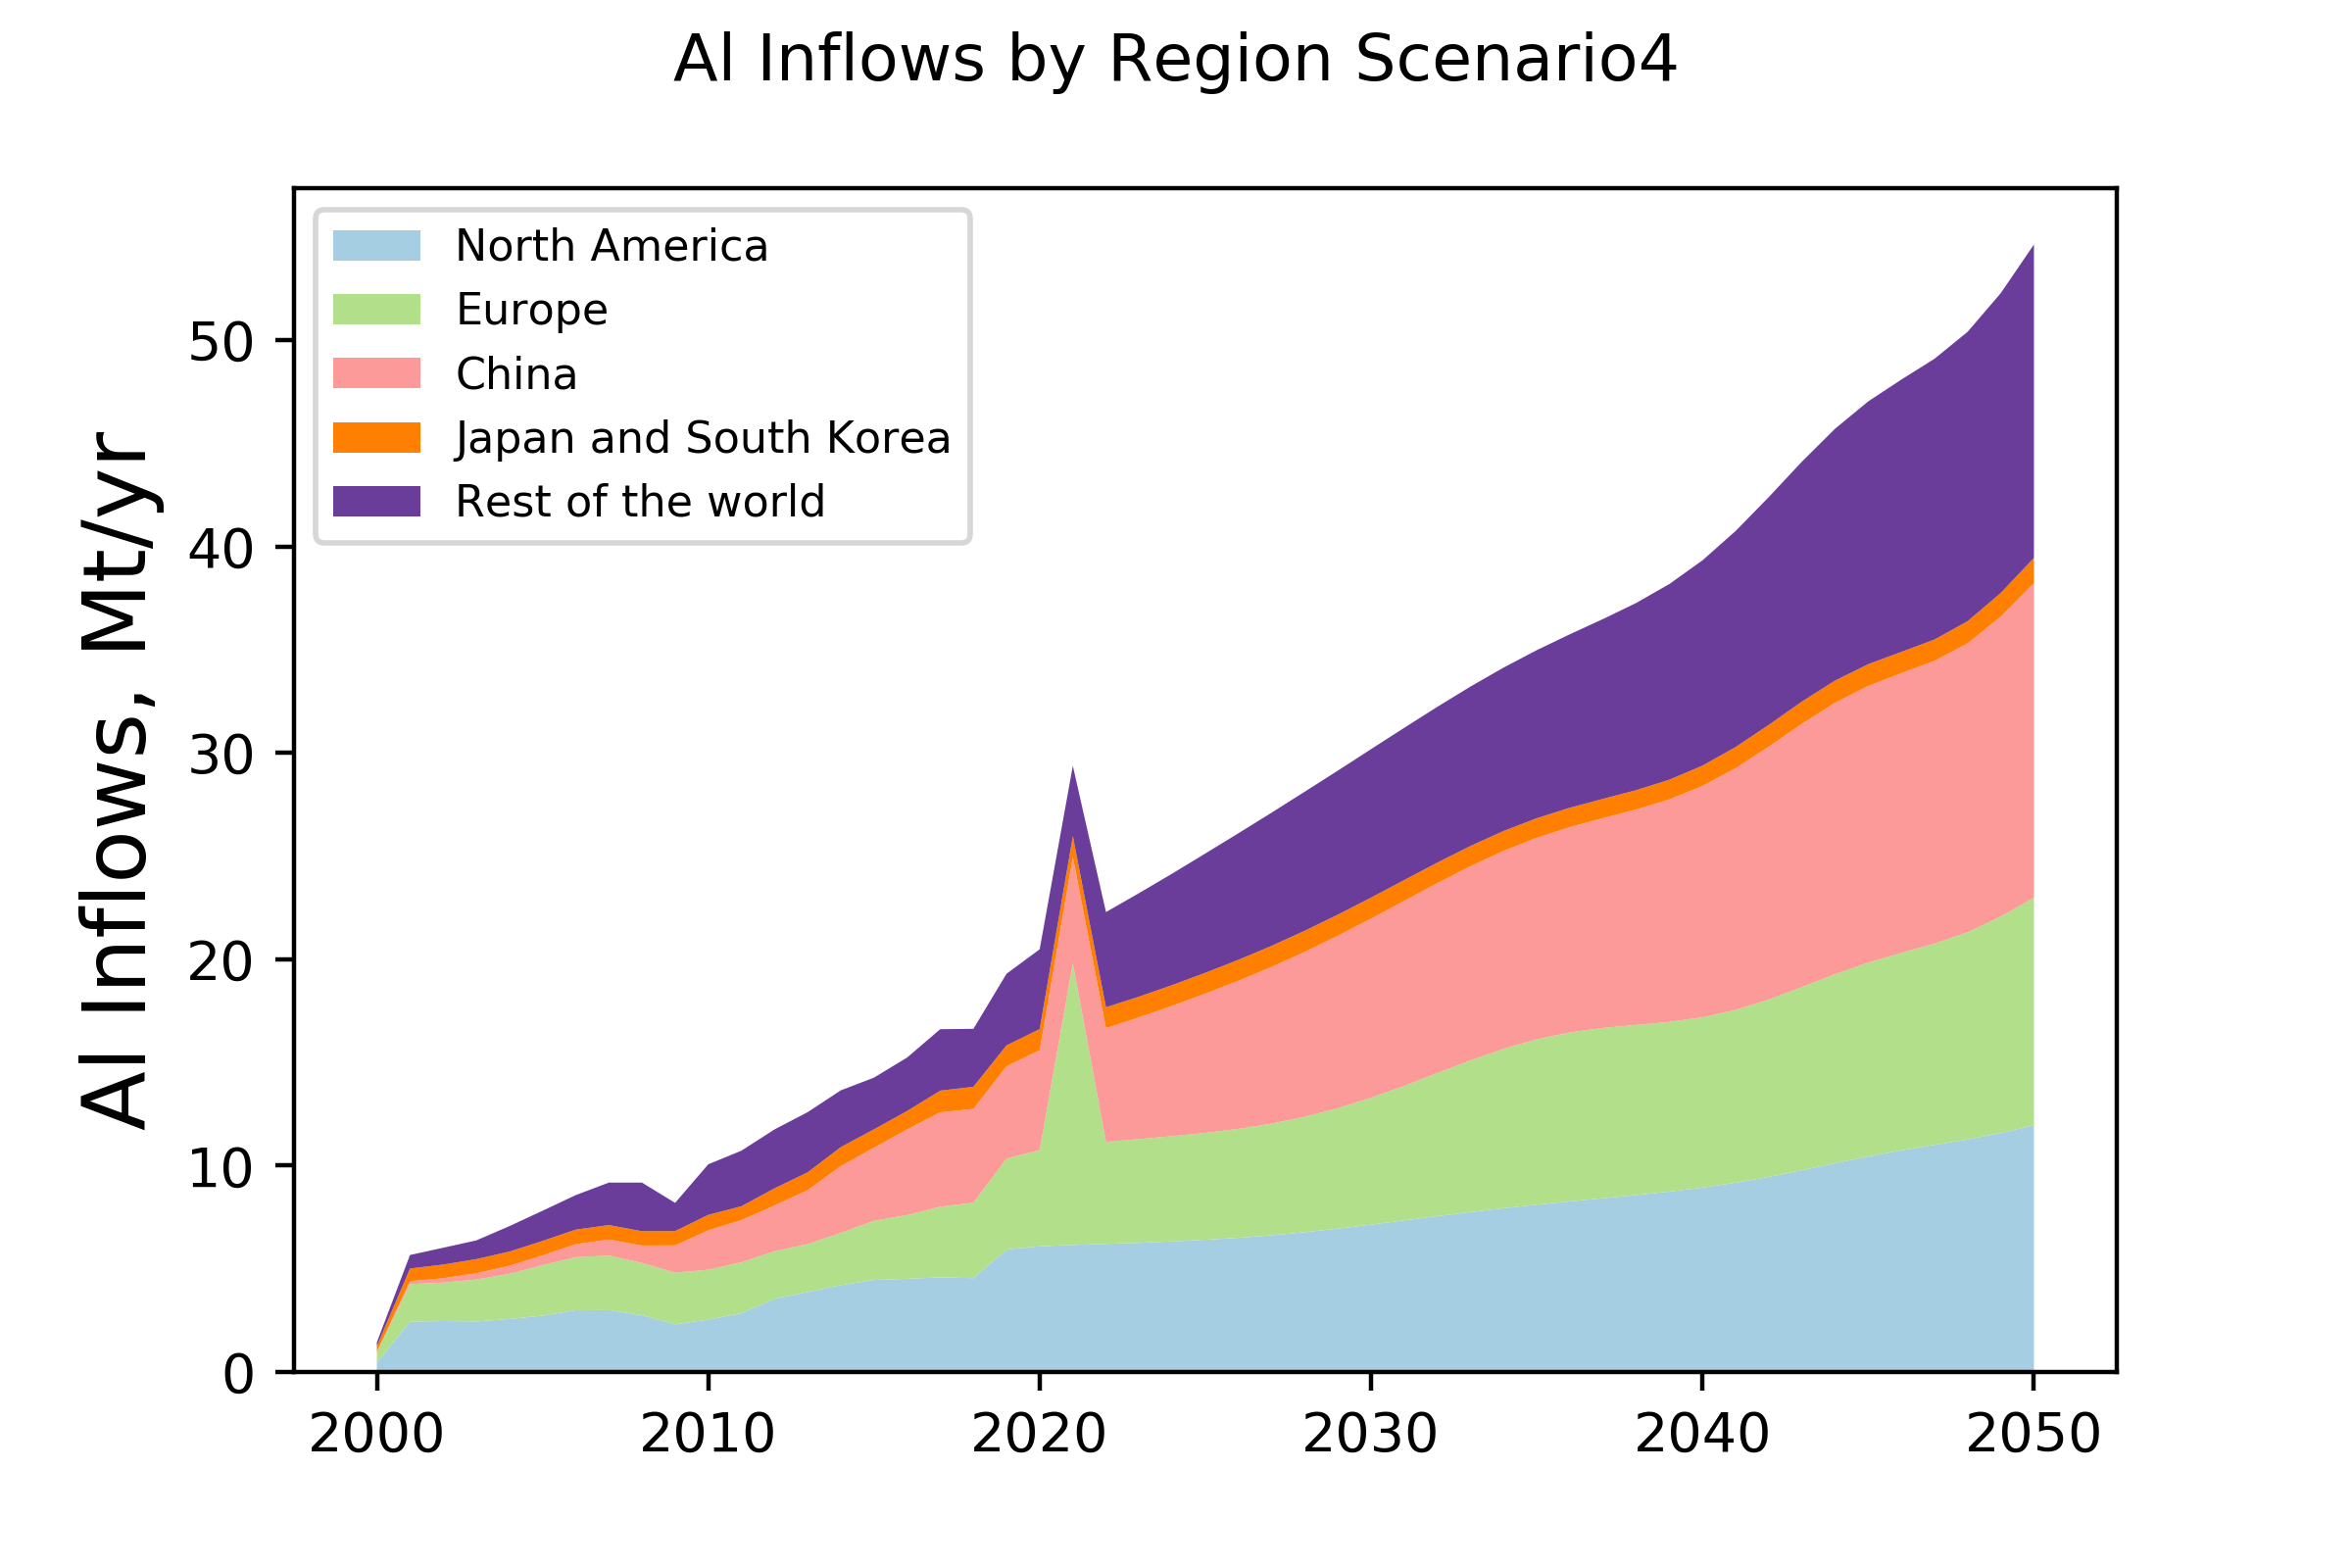 Al Inflows by Region Scenario4
North America
Europe
China
Japan and South Korea
Rest of the world
Al Inflows, Mt/yr
50
40
30
20
10
0
2000 2010 2020 2030 2040 2050